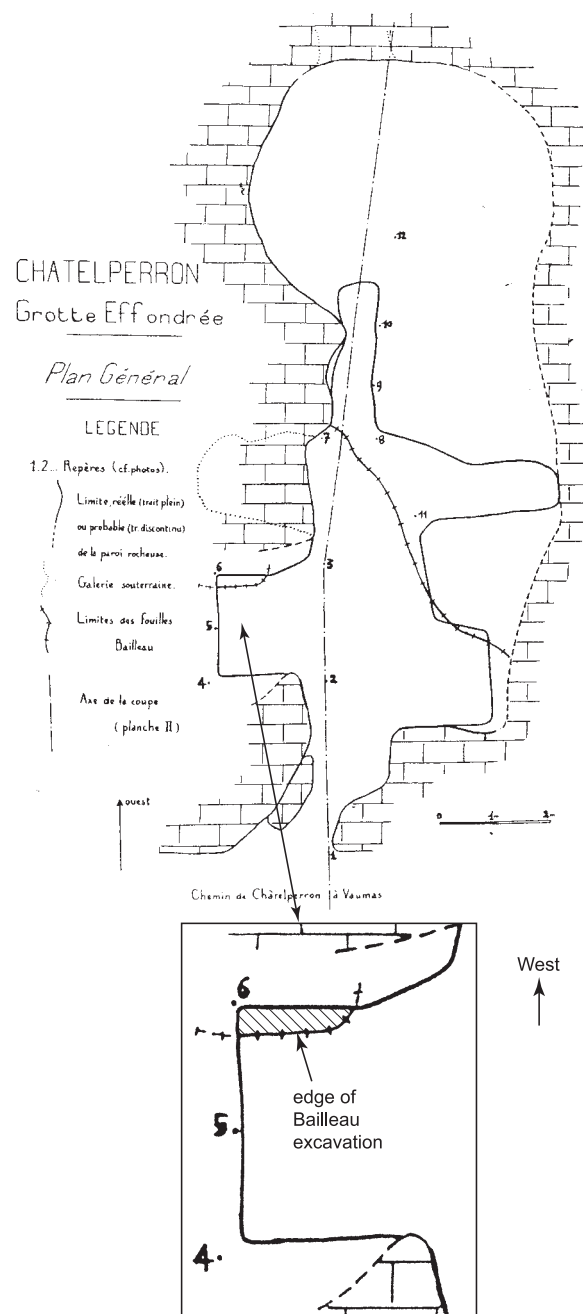 CHATELPERRON
Grotte Effondrée
Plan Général
LEGENDE
1.2... Repères (cf.photos).
Limite, réelle (trait plein)
ou probable (tr. discontinu)
de la paroi rocheuse.
Galerie souterraine.
Limites des fouilles
Bailleau
Axe de la coupe
( planche II )
ouest
12
10
9
7
8
11
3
6
5
4.
2
1
0 1 2
Chemin de Châtelperron à Vaumas
6
5
4.
edge of
Bailleau
excavation
West